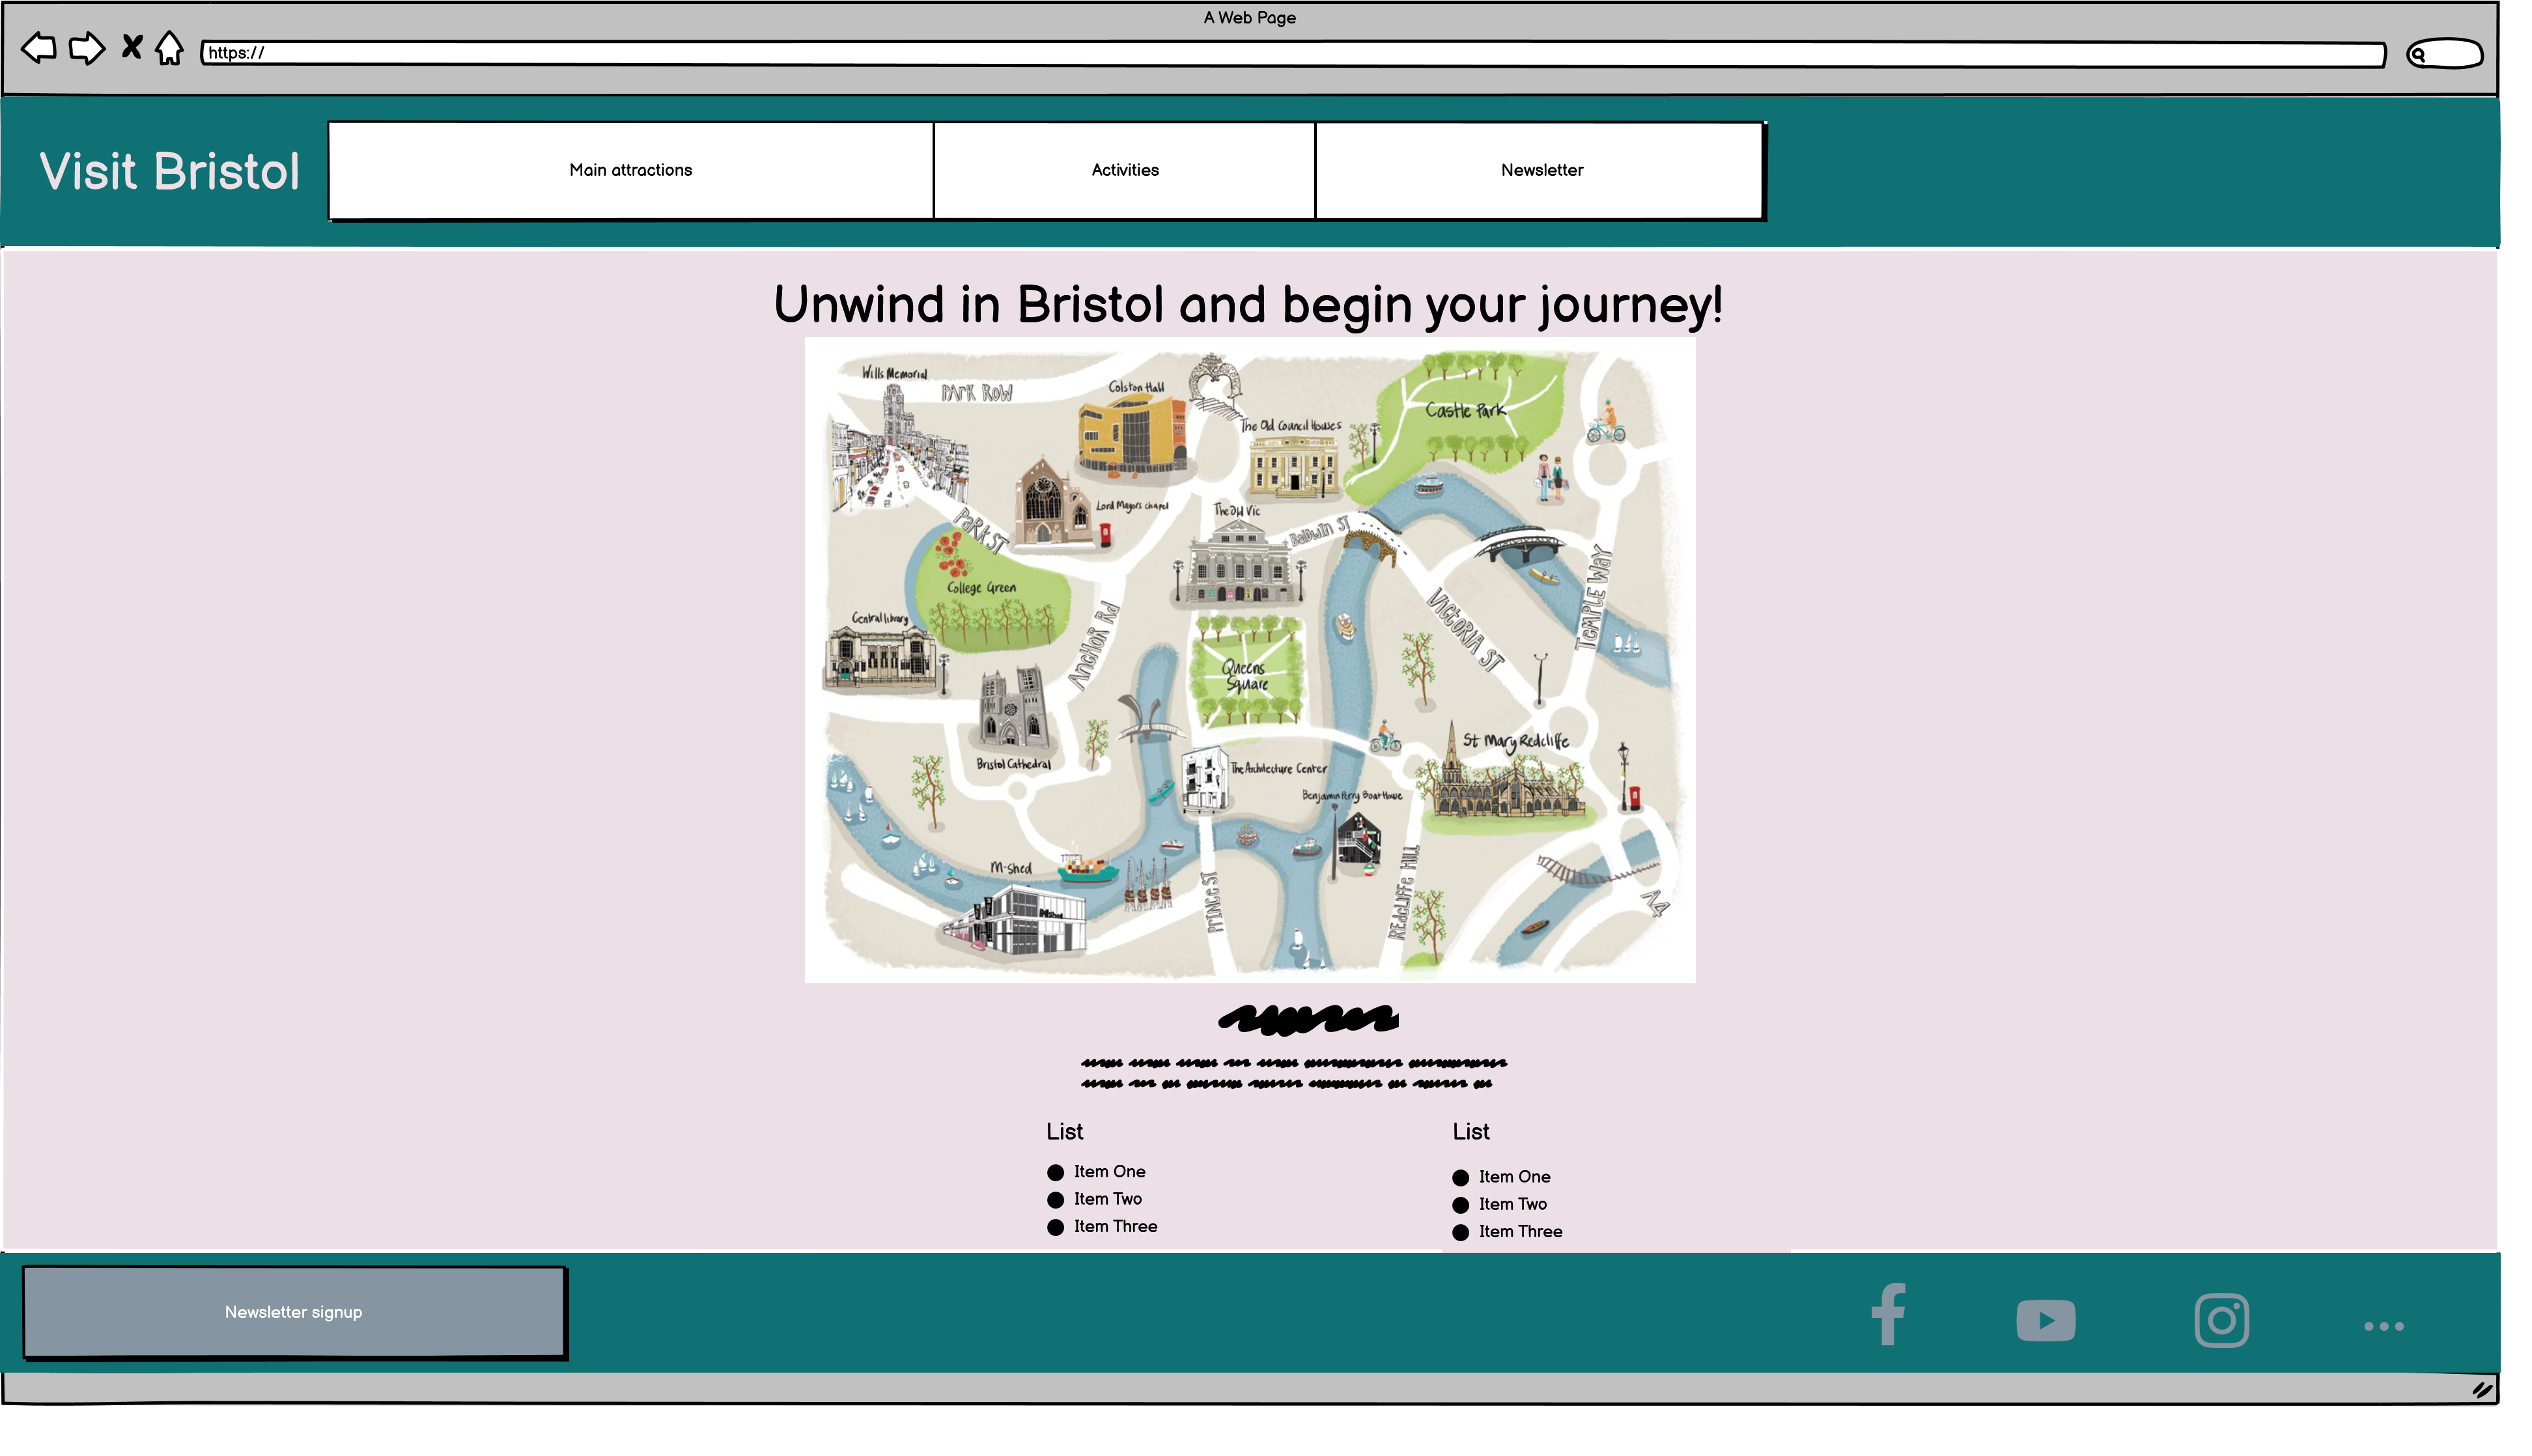 A Web Page
https://
Visit Bristol
Main attractions
Activities
Newsletter
Unwind in Bristol and begin your journey!
Wills Memorial
PARK ROW
Colston Hall
The Old Council Houses
Castle Park
Lord Mayors chapel
The Old Vic
PARK ST
Baldwin ST
College Green
Central library
ANCHOR Rd
VICTORIA ST
TEMPLE WAY
Queens
Square
Bristol Cathedral
The Architecture Center
St Mary Redcliffe
Benjamin Perry Boat House
M-Shed
PRINCE ST
REDCLIFFE HILL
A4
List
Item One
Item Two
Item Three
List
Item One
Item Two
Item Three
Newsletter signup